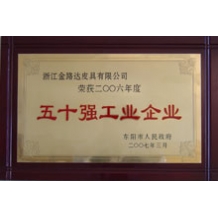 浙江金路达皮具有限公司
荣获二〇〇六年度
五十强工业企业
东阳市人民政府
二〇〇七年三月